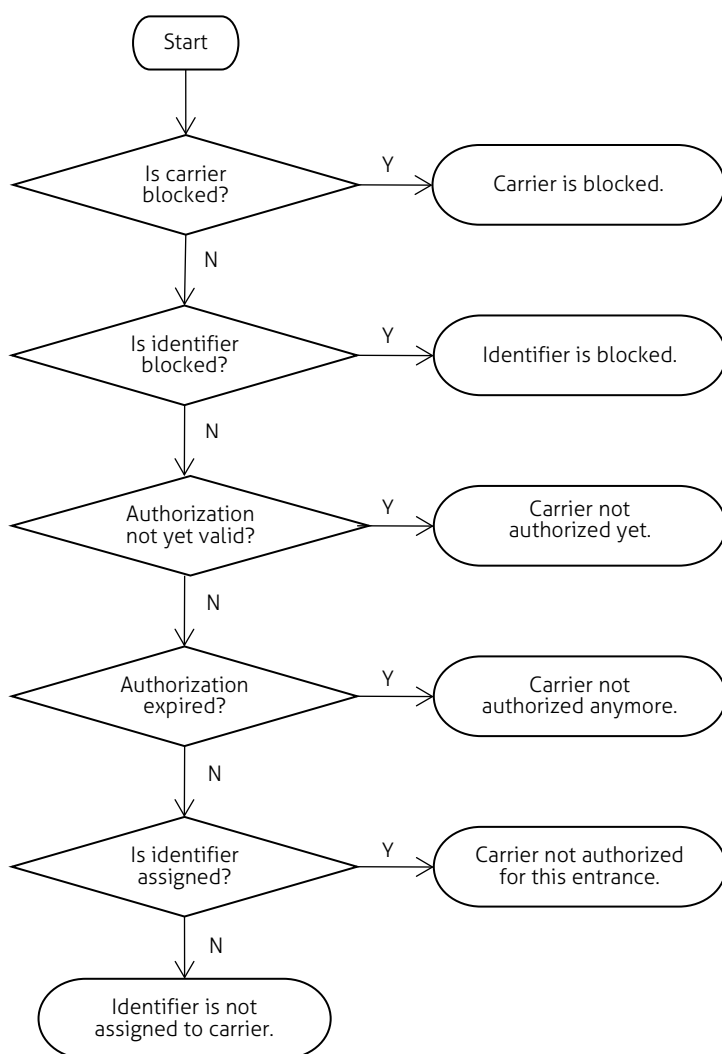 Start
Is carrier
blocked?
Y
Carrier is blocked.
N
Is identifier
blocked?
Y
Identifier is blocked.
N
Authorization
not yet valid?
Y
Carrier not
authorized yet.
N
Authorization
expired?
Y
Carrier not
authorized anymore.
N
Is identifier
assigned?
Y
Carrier not authorized
for this entrance.
N
Identifier is not
assigned to carrier.